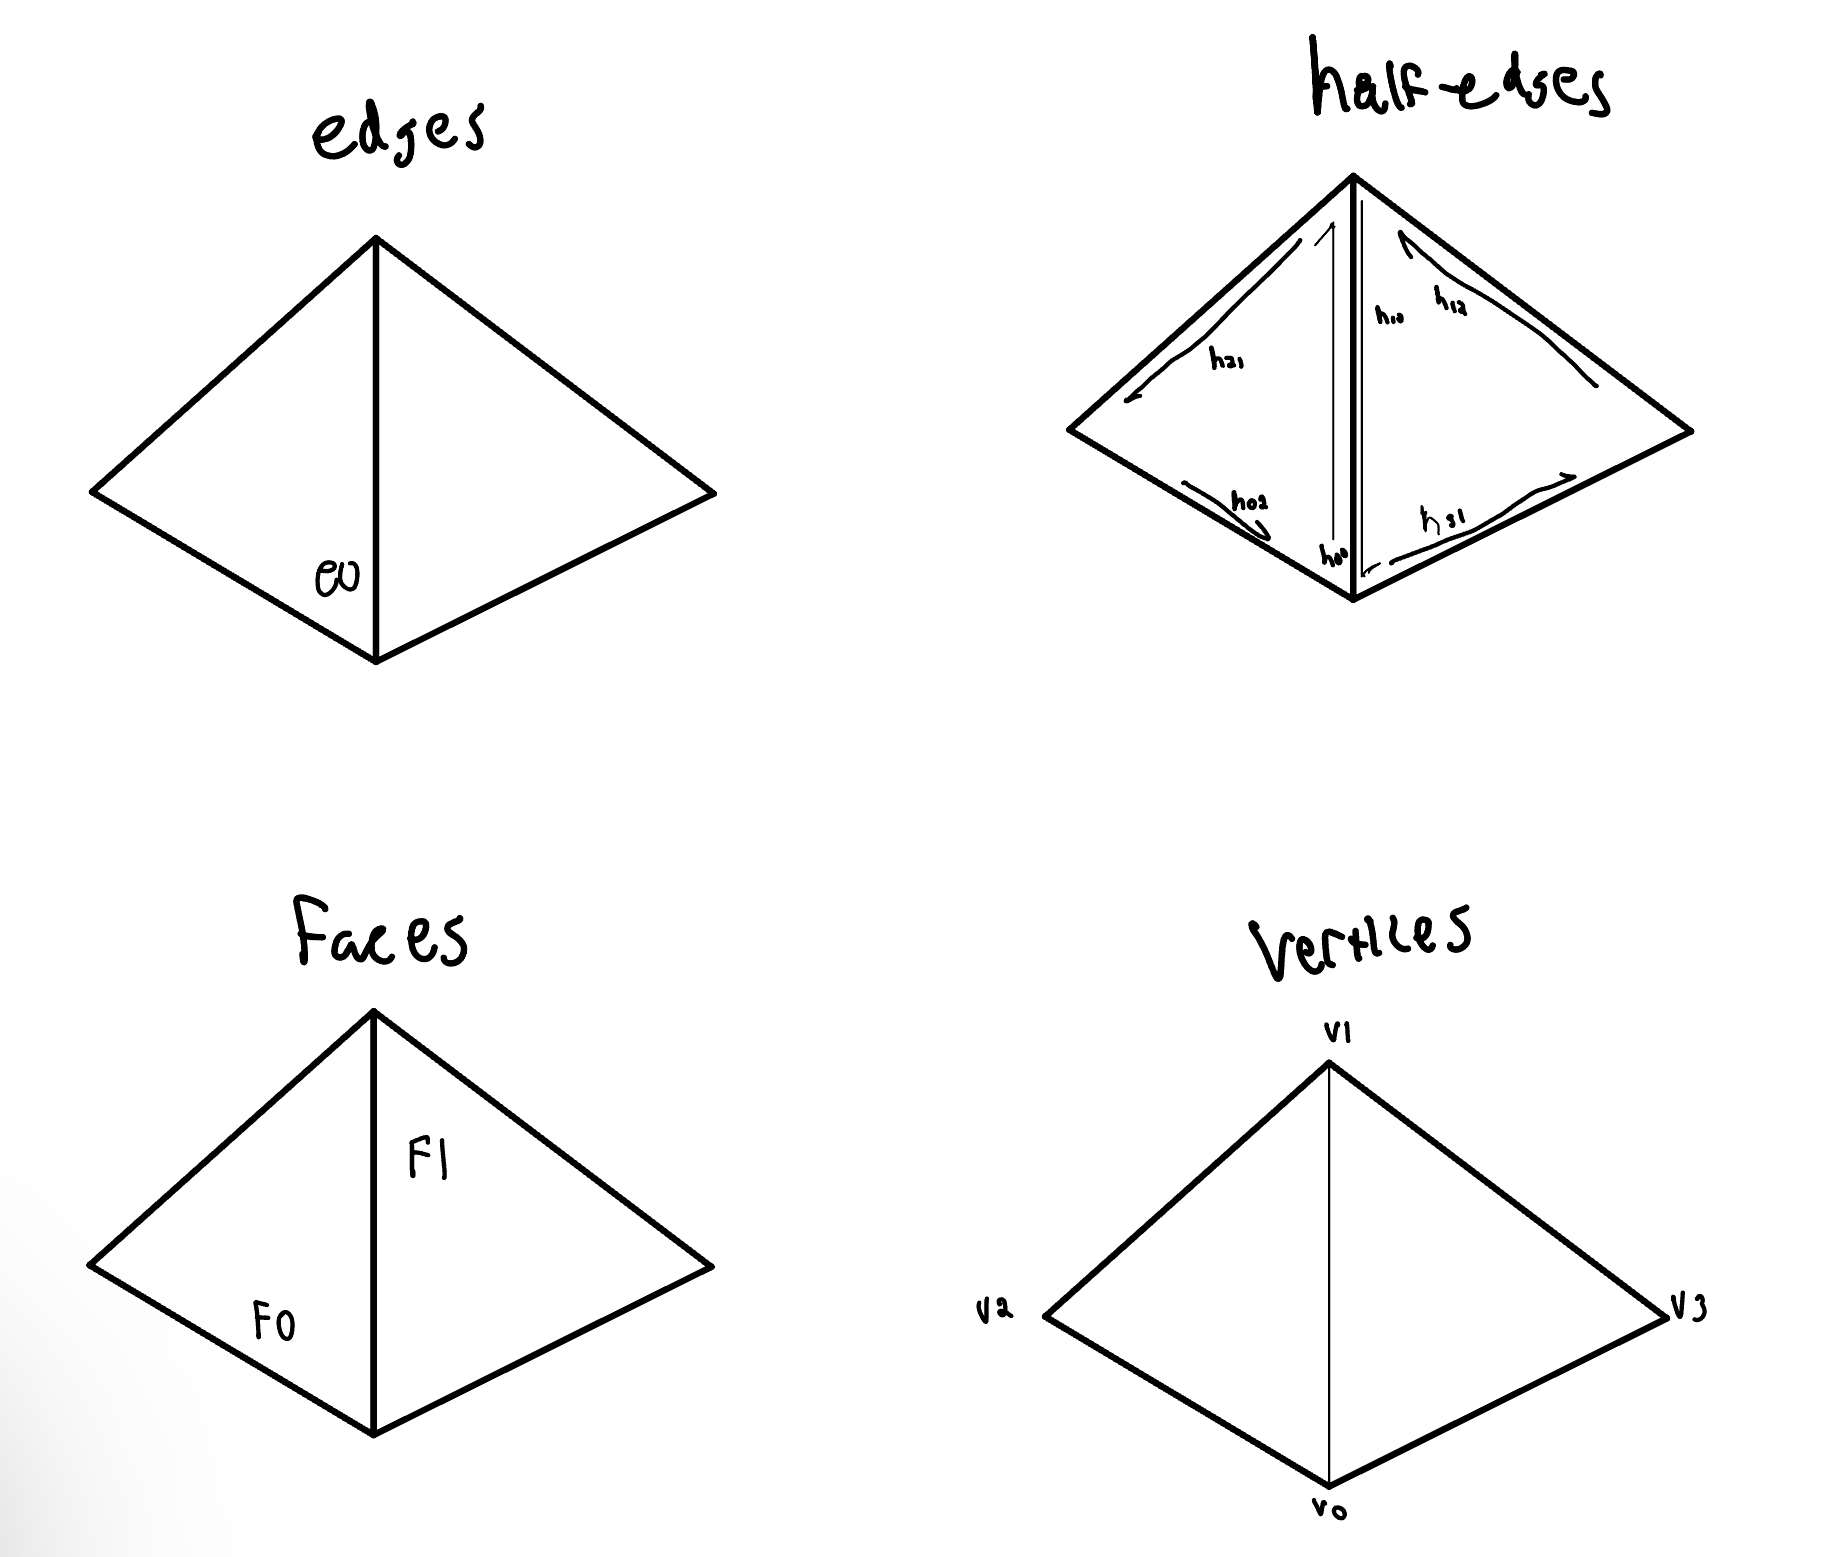 edges
e0
half-edges
h21
h10
h12
h02
h00
h31
Faces
F1
F0
Vertices
v1
v2
v3
v0